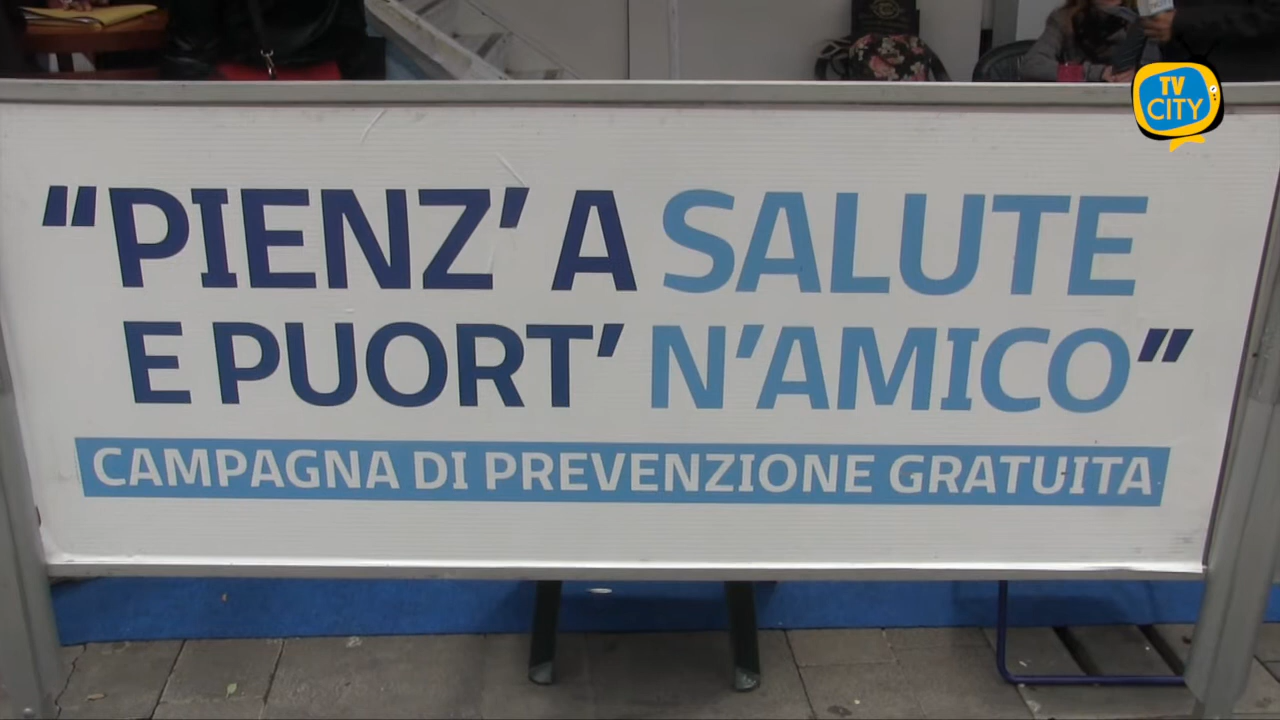 TV
CITY
"PIENZ' A SALUTE
E PUORT' N'AMICO"
CAMPAGNA DI PREVENZIONE GRATUITA